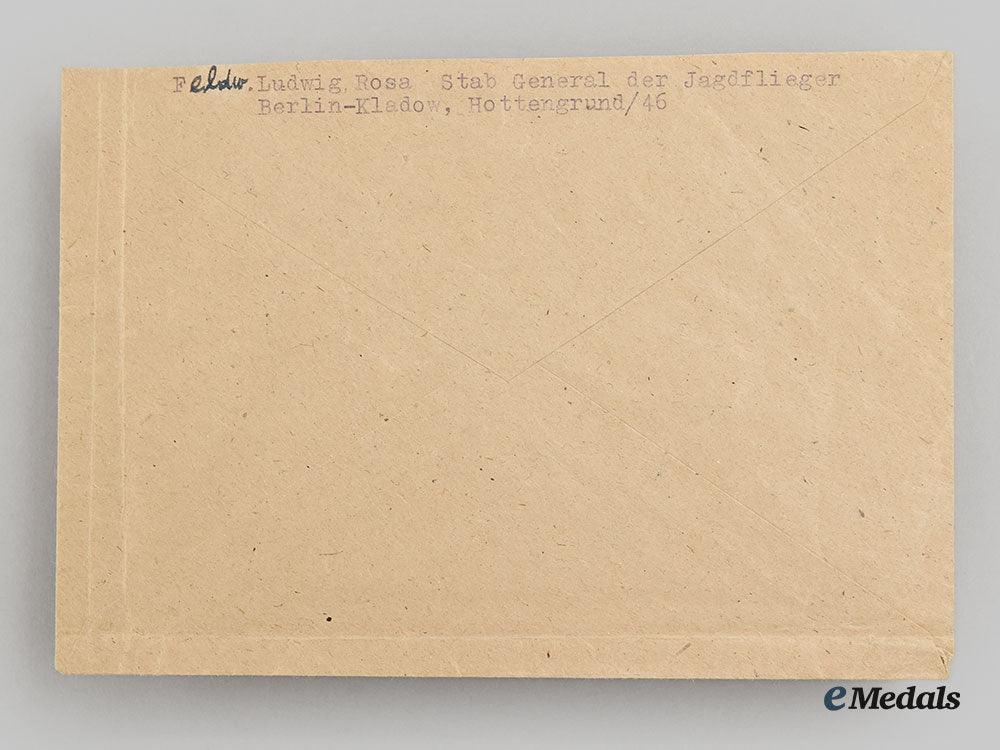 Feldw. Ludwig Rosa Stab General der Jagdflieger
Berlin-Kladow, Hottengrund/46
eMedals